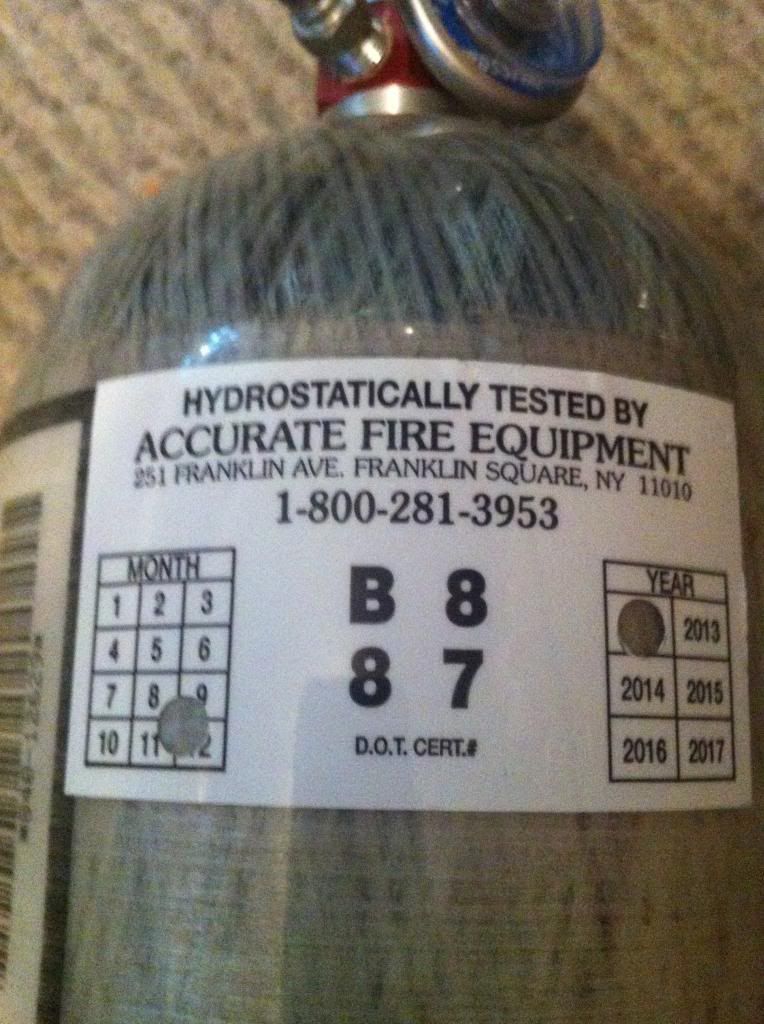 HYDROSTATICALLY TESTED BY
ACCURATE FIRE EQUIPMENT
251 FRANKLIN AVE. FRANKLIN SQUARE, NY 11010
1-800-281-3953
MONTH
1 2 3
4 5 6
7 8 9
10 11 12
B 8
8 7
D.O.T. CERT.#
YEAR
2013
2014 2015
2016 2017